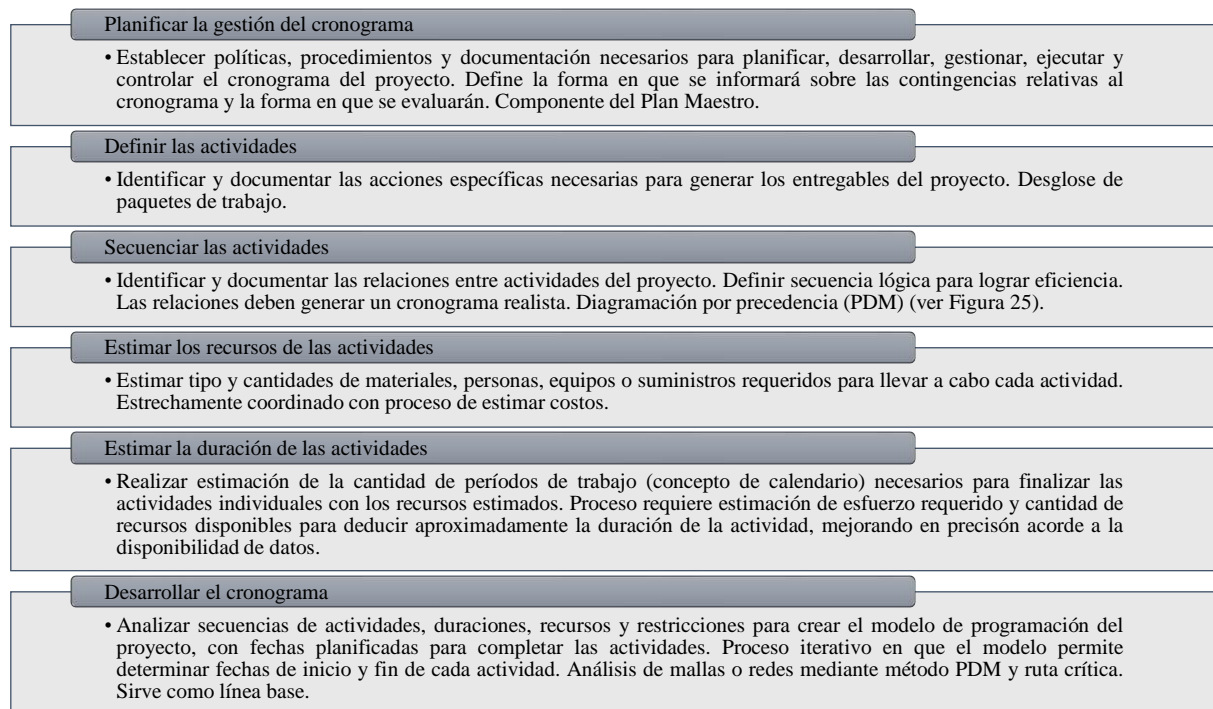 Planificar la gestión del cronograma
• Establecer políticas, procedimientos y documentación necesarios para planificar, desarrollar, gestionar, ejecutar y
controlar el cronograma del proyecto. Define la forma en que se informará sobre las contingencias relativas al
cronograma y la forma en que se evaluarán. Componente del Plan Maestro.
Definir las actividades
• Identificar y documentar las acciones específicas necesarias para generar los entregables del proyecto. Desglose de
paquetes de trabajo.
Secuenciar las actividades
• Identificar y documentar las relaciones entre actividades del proyecto. Definir secuencia lógica para lograr eficiencia.
Las relaciones deben generar un cronograma realista. Diagramación por precedencia (PDM) (ver Figura 25).
Estimar los recursos de las actividades
• Estimar tipo y cantidades de materiales, personas, equipos o suministros requeridos para llevar a cabo cada actividad.
Estrechamente coordinado con proceso de estimar costos.
Estimar la duración de las actividades
• Realizar estimación de la cantidad de períodos de trabajo (concepto de calendario) necesarios para finalizar las
actividades individuales con los recursos estimados. Proceso requiere estimación de esfuerzo requerido y cantidad de
recursos disponibles para deducir aproximadamente la duración de la actividad, mejorando en precisón acorde a la
disponibilidad de datos.
Desarrollar el cronograma
• Analizar secuencias de actividades, duraciones, recursos y restricciones para crear el modelo de programación del
proyecto, con fechas planificadas para completar las actividades. Proceso iterativo en que el modelo permite
determinar fechas de inicio y fin de cada actividad. Análisis de mallas o redes mediante método PDM y ruta crítica.
Sirve como línea base.